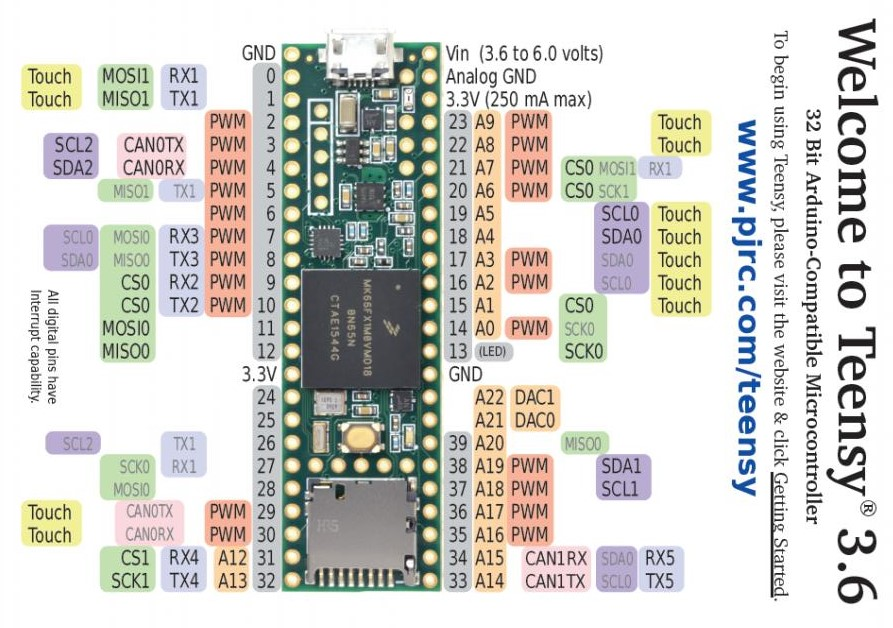 Welcome to Teensy® 3.6
32 Bit Arduino-Compatible Microcontroller
To begin using Teensy, please visit the website & click Getting Started.
www.pjrc.com/teensy
GND Vin (3.6 to 6.0 volts)
Touch MOSI1 RX1 0 Analog GND
Touch MISO1 TX1 1 3.3V (250 mA max)
PWM 2 23 A9 PWM Touch
SCL2 CAN0TX PWM 3 22 A8 PWM Touch
SDA2 CAN0RX PWM 4 21 A7 PWM CS0 MOSI1 RX1
MISO1 TX1 PWM 5 20 A6 PWM CS0 SCK1
PWM 6 19 A5 SCL0 Touch
SCL0 MOSI0 RX3 PWM 7 18 A4 SDA0 Touch
SDA0 MISO0 TX3 PWM 8 17 A3 PWM SDA0 Touch
CS0 RX2 PWM 9 16 A2 PWM SCL0 Touch
CS0 TX2 PWM 10 15 A1 CS0 Touch
MOSI0 11 14 A0 PWM SCK0
MISO0 12 13 (LED) SCK0
3.3V GND
24 A22 DAC1
25 A21 DAC0
SCL2 TX1 26 39 A20 MISO0
SCK0 RX1 27 38 A19 PWM SDA1
MOSI0 28 37 A18 PWM SCL1
Touch CAN0TX PWM 29 36 A17 PWM
Touch CAN0RX PWM 30 35 A16 PWM
CS1 RX4 A12 31 34 A15 CAN1RX SDA0 RX5
SCK1 TX4 A13 32 33 A14 CAN1TX SCL0 TX5
All digital pins have
Interrupt capability.
MK66FX1M0VMD18
8N65N
CTAE1544G
HRS